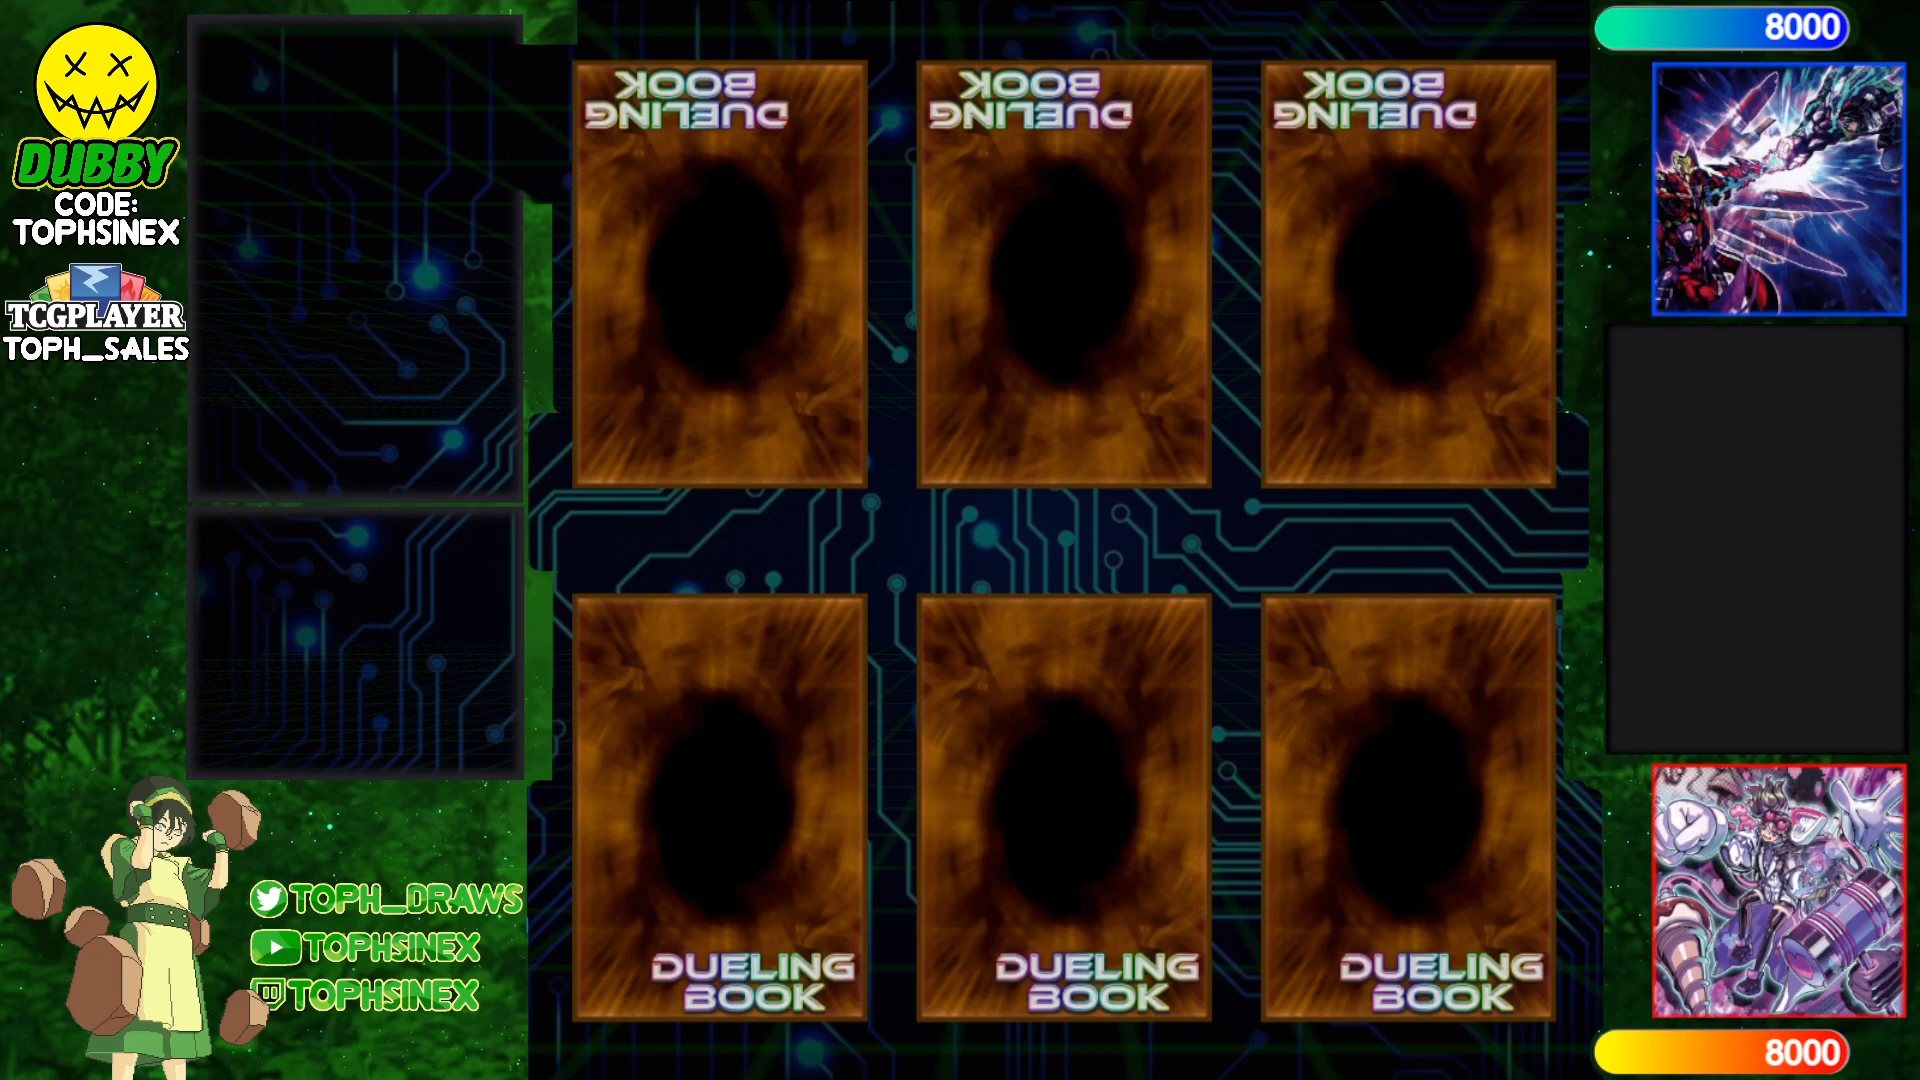 DUBBY
CODE:
TOPHSINEX
TCGPLAYER
TOPH_SALES
DUELING
BOOK
DUELING
BOOK
DUELING
BOOK
8000
DUELING
BOOK
DUELING
BOOK
DUELING
BOOK
TOPH_DRAWS
TOPHSINEX
TOPHSINEX
8000